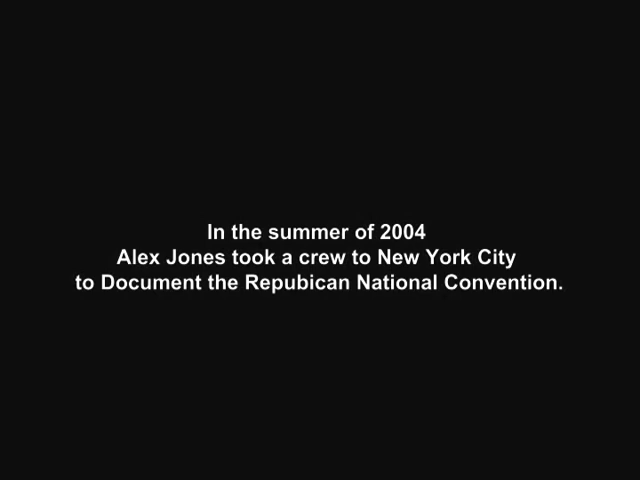 In the summer of 2004
Alex Jones took a crew to New York City
to Document the Repubican National Convention.